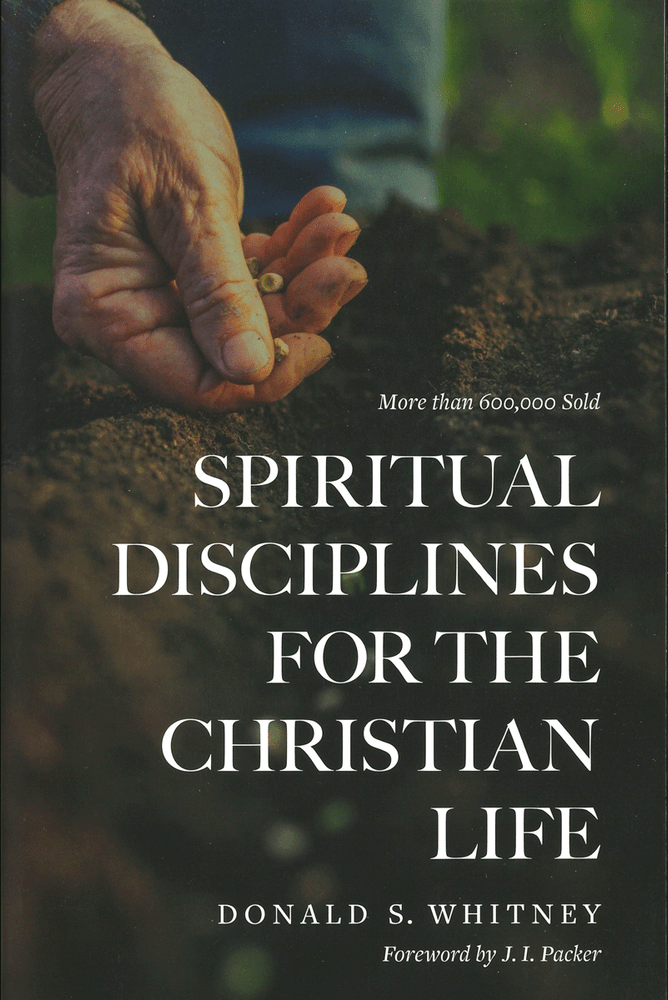 More than 600,000 Sold
SPIRITUAL
DISCIPLINES
FOR THE
CHRISTIAN
LIFE
DONALD S. WHITNEY
Foreword by J. I. Packer